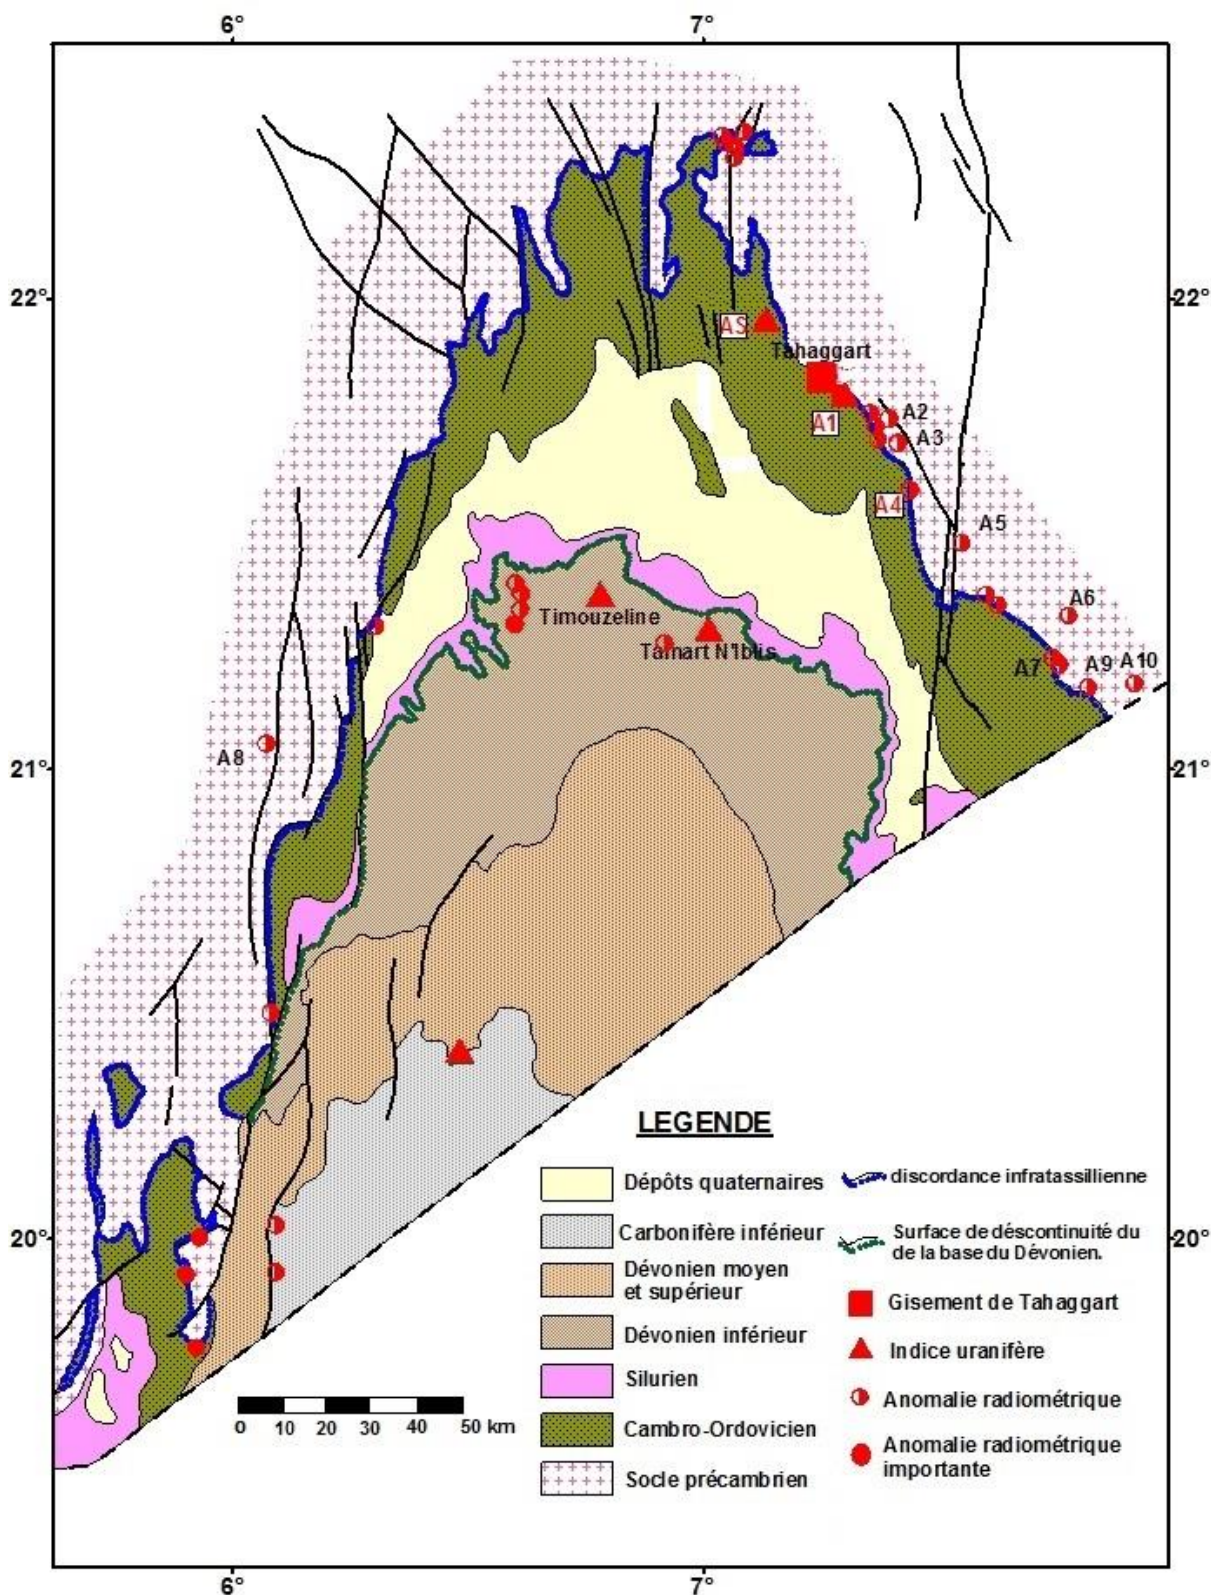 6°
7°
22°
22°
AS
Tahaggart
A1
A2
A3
A4
A5
Timouzeline
A6
Tamart N'Iblis
A7
A9
A10
A8
21°
21°
LEGENDE
Dépôts quaternaires
Carbonifère inférieur
Dévonien moyen
et supérieur
Dévonien inférieur
Silurien
Cambro-Ordovicien
Socle précambrien
discordance infratassillienne
Surface de déscontinuité du
de la base du Dévonien.
Gisement de Tahaggart
Indice uranifère
Anomalie radiométrique
Anomalie radiométrique
importante
20°
20°
0 10 20 30 40 50 km
6°
7°